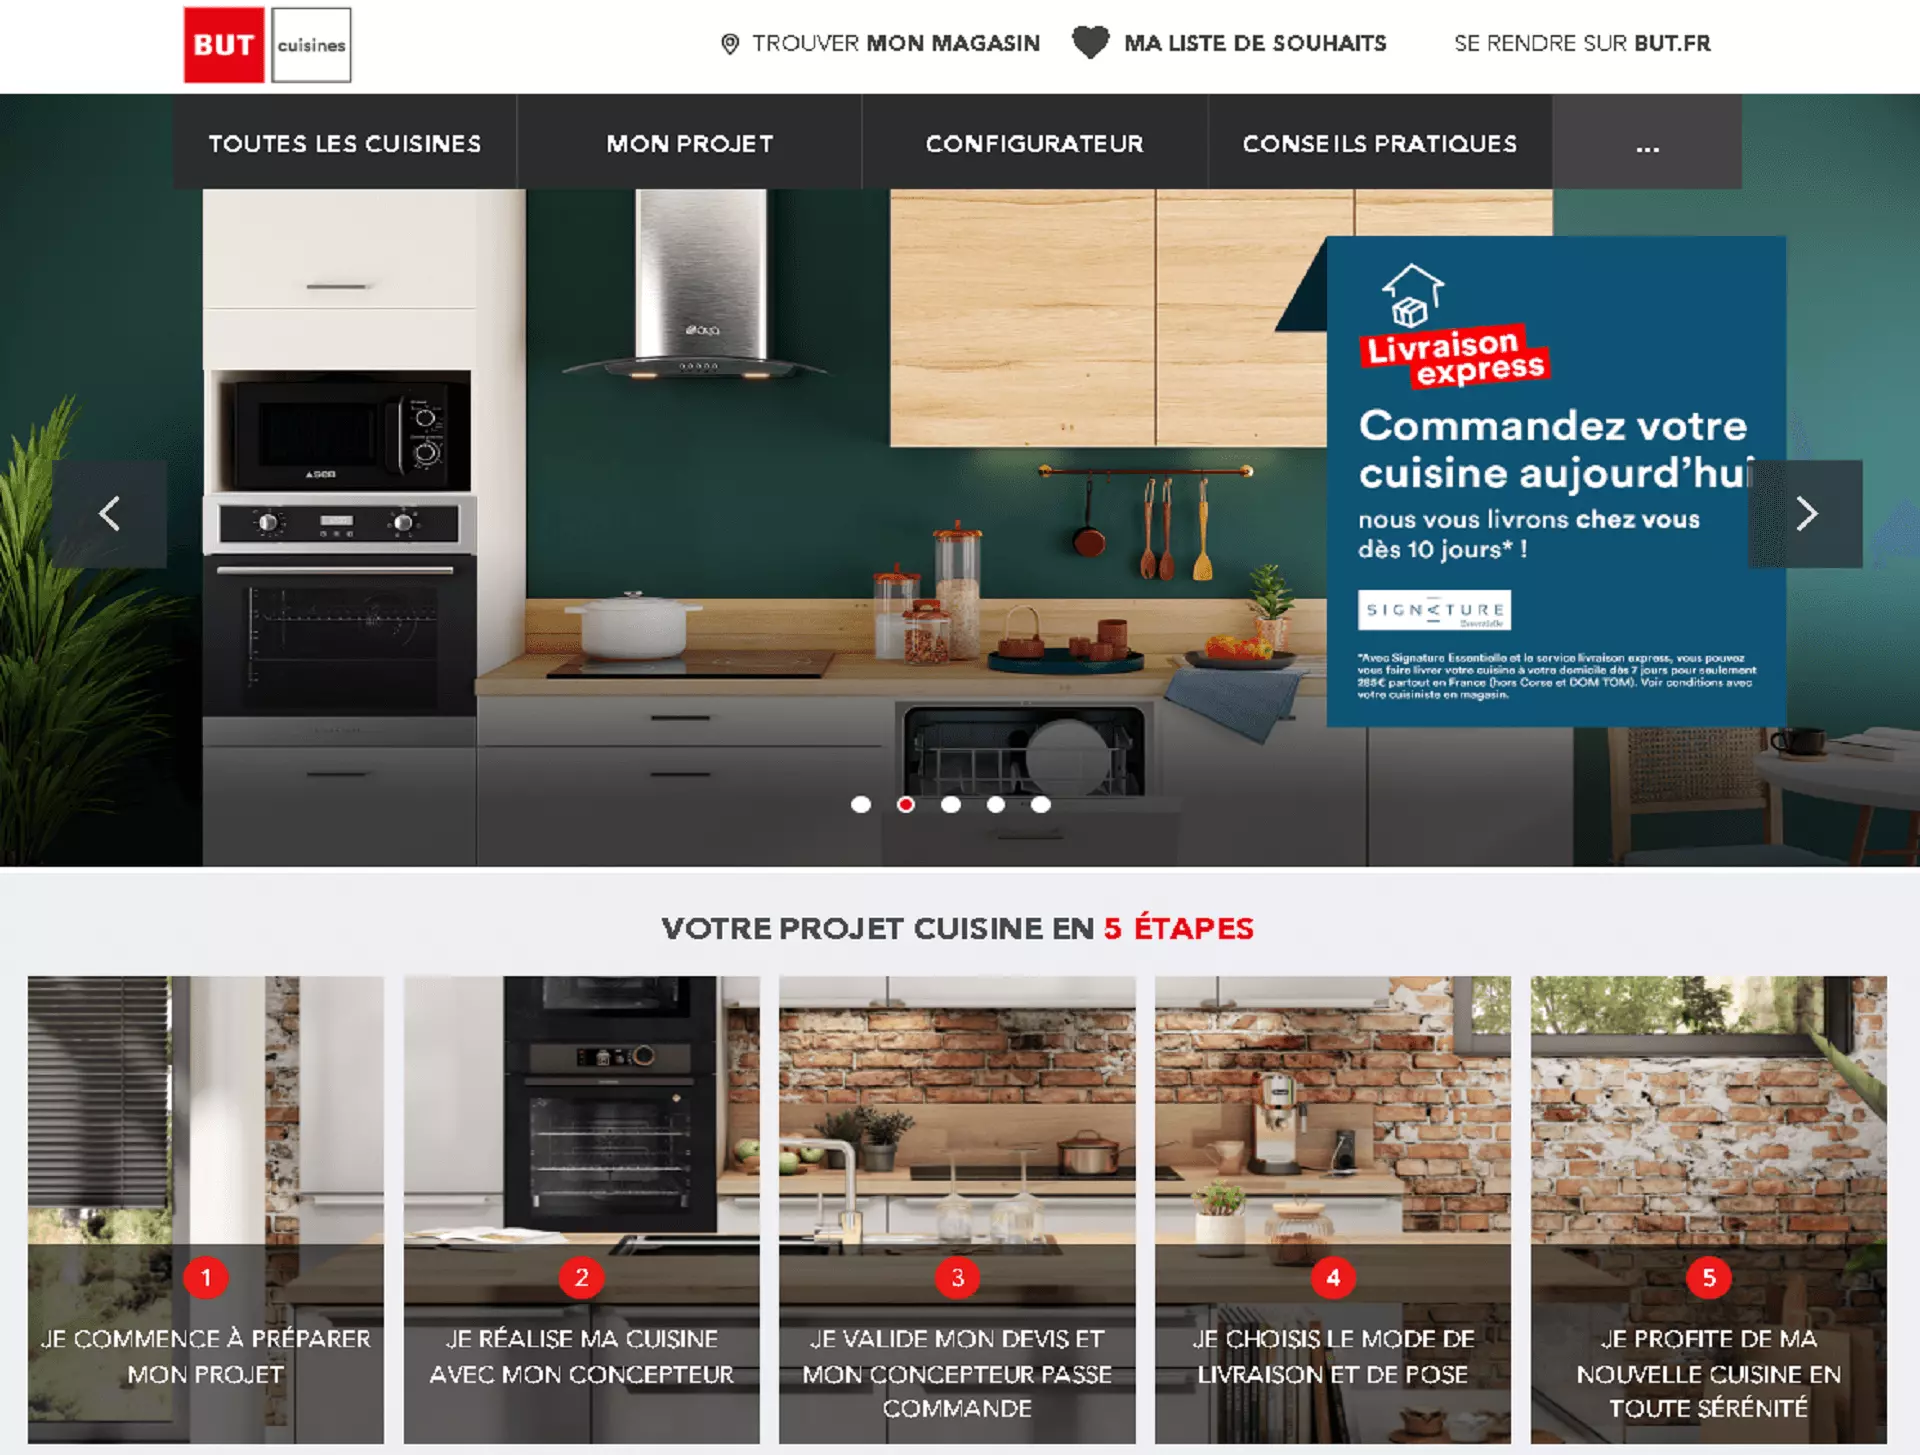 BUT cuisines
TROUVER MON MAGASIN
MA LISTE DE SOUHAITS
SE RENDRE SUR BUT.FR
TOUTES LES CUISINES
MON PROJET
CONFIGURATEUR
CONSEILS PRATIQUES
...
Livraison
express
Commandez votre
cuisine aujourd'hui
nous vous livrons chez vous
dès 10 jours* !
SIGNATURE
Essentielle
*Avec Signature Essentielle et le service livraison express, vous pouvez
vous faire livrer votre cuisine à votre domicile dès 7 jours pour seulement
285€ partout en France (hors Corse et DOM TOM). Voir conditions avec
votre cuisiniste en magasin.
VOTRE PROJET CUISINE EN 5 ÉTAPES
1
JE COMMENCE À PRÉPARER
MON PROJET
2
JE RÉALISE MA CUISINE
AVEC MON CONCEPTEUR
3
JE VALIDE MON DEVIS ET
MON CONCEPTEUR PASSE
COMMANDE
4
JE CHOISIS LE MODE DE
LIVRAISON ET DE POSE
5
JE PROFITE DE MA
NOUVELLE CUISINE EN
TOUTE SÉRÉNITÉ